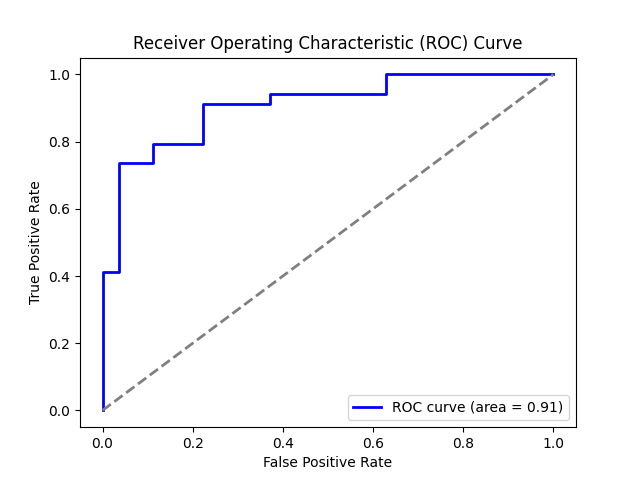 Receiver Operating Characteristic (ROC) Curve
1.0
0.8
0.6
0.4
0.2
0.0
True Positive Rate
ROC curve (area = 0.91)
0.0 0.2 0.4 0.6 0.8 1.0
False Positive Rate